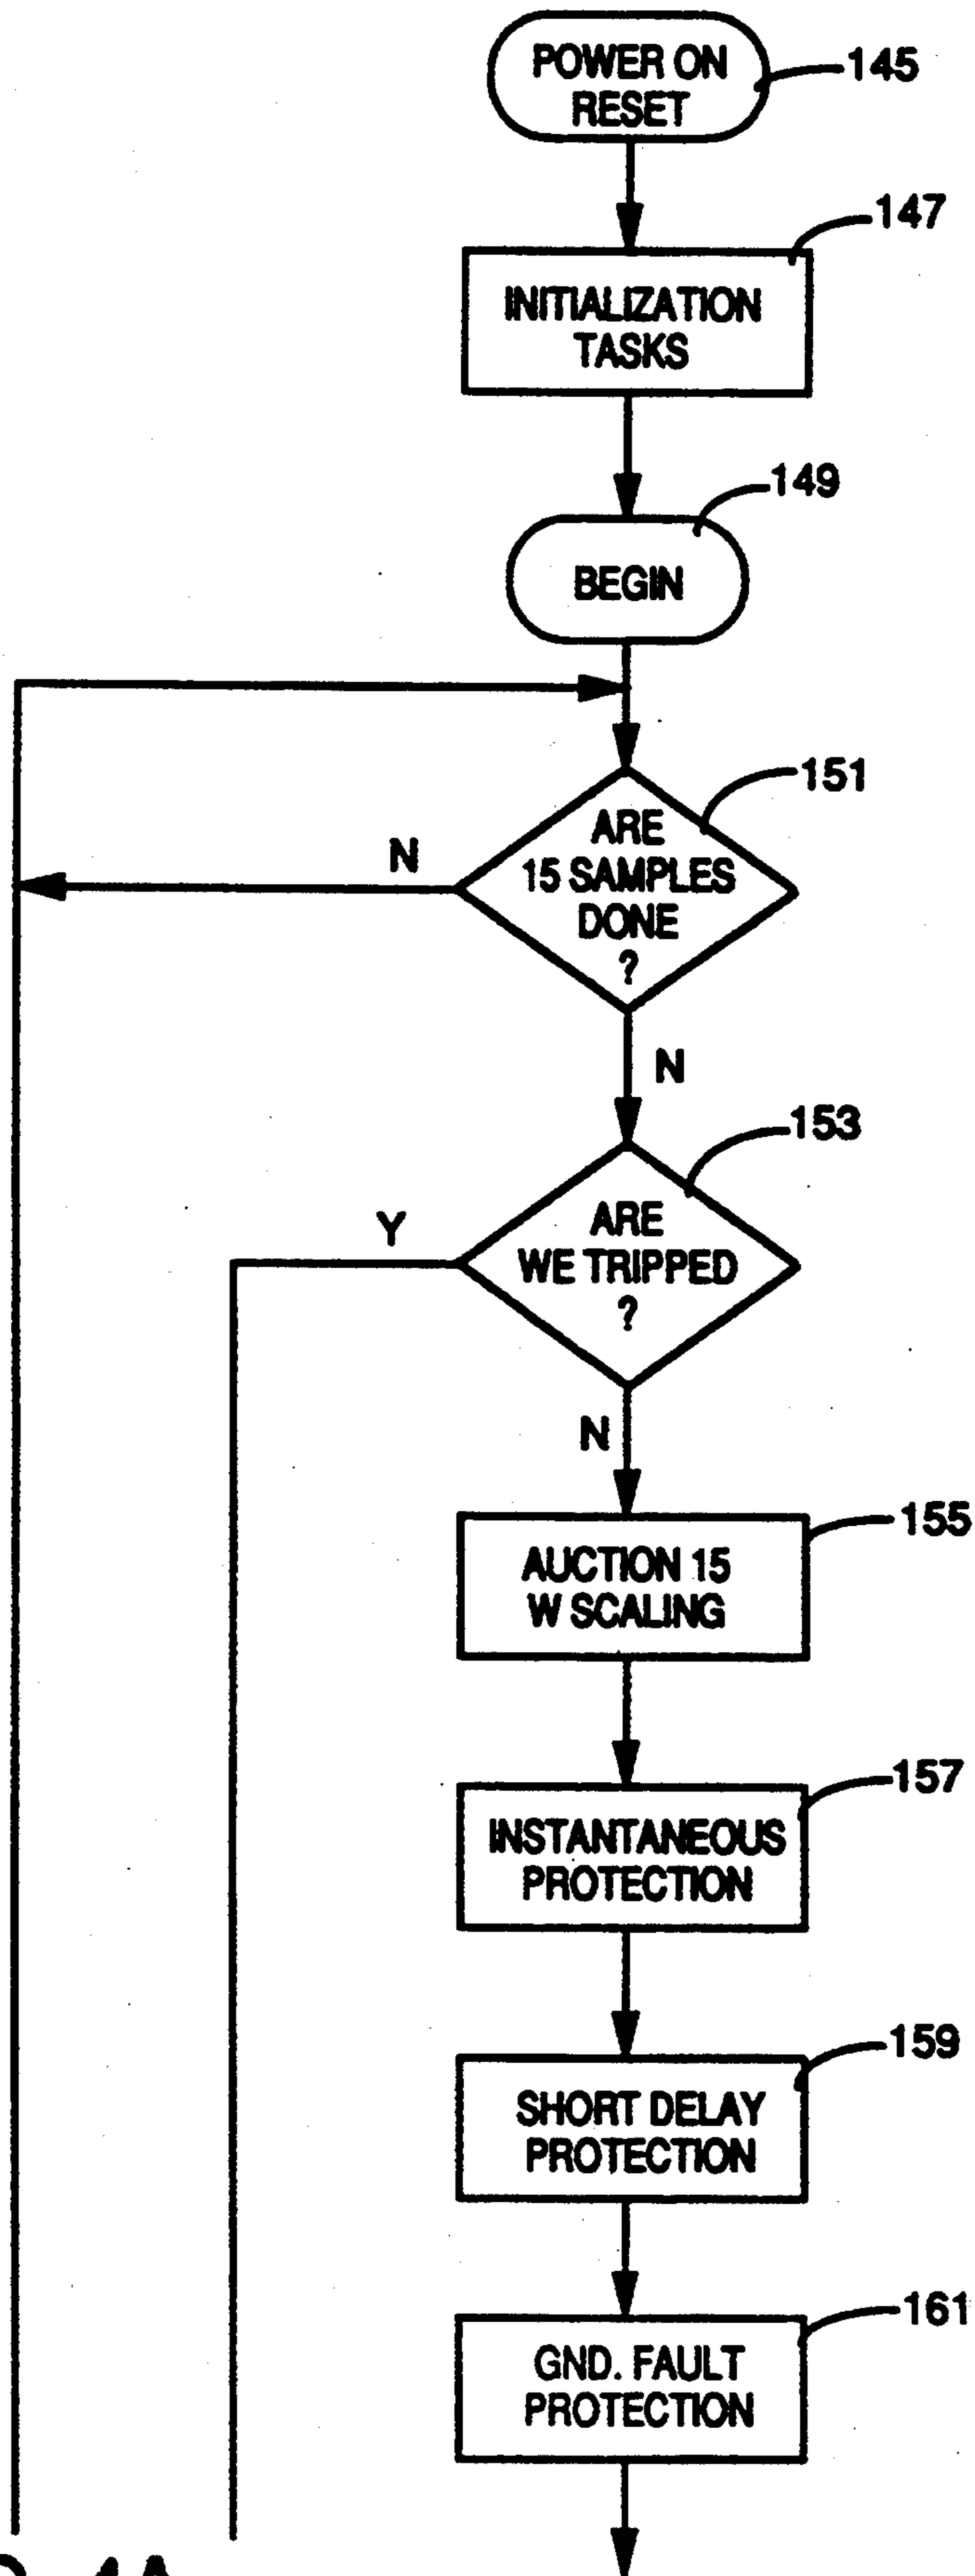 POWER ON
RESET
145
147
INITIALIZATION
TASKS
149
BEGIN
151
ARE
15 SAMPLES
DONE
?
N
N
153
ARE
WE TRIPPED
?
Y
N
155
AUCTION 15
W SCALING
157
INSTANTANEOUS
PROTECTION
159
SHORT DELAY
PROTECTION
161
GND. FAULT
PROTECTION